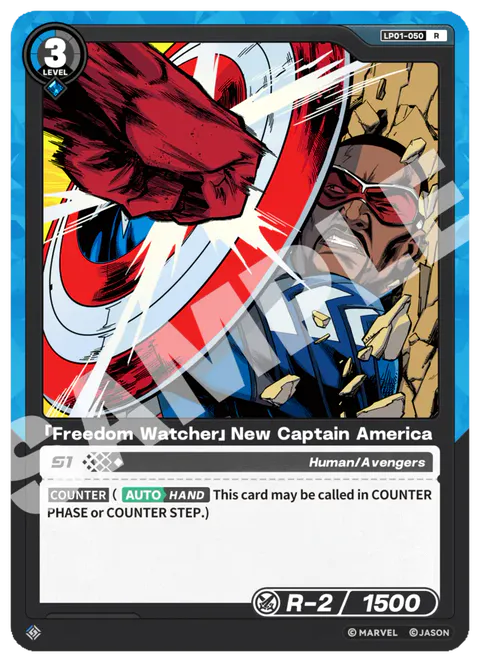 3
LEVEL
LP01-050 R
SAMPLE
「Freedom Watcher」 New Captain America
S1
Human/Avengers
COUNTER ( AUTO HAND This card may be called in COUNTER
PHASE or COUNTER STEP.)
R-2 / 1500
©MARVEL ©JASON